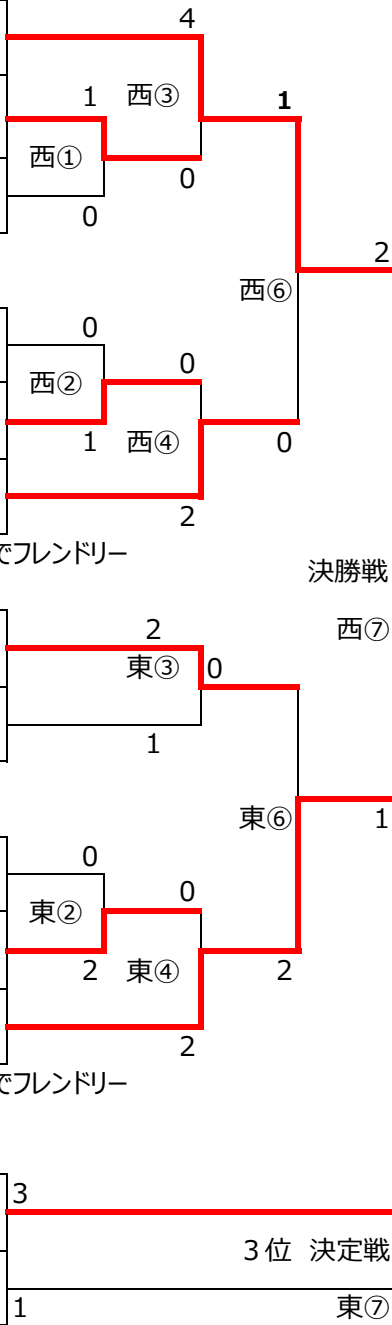 4
1 西③ 1
西①
0
0
2
西⑥
0
0
西②
1 西④ 0
2
でフレンドリー
決勝戦
2 西⑦
東③ 0
1
東⑥
1
0
0
東②
2 東④ 2
2
でフレンドリー
3
3位 決定戦
1 東⑦